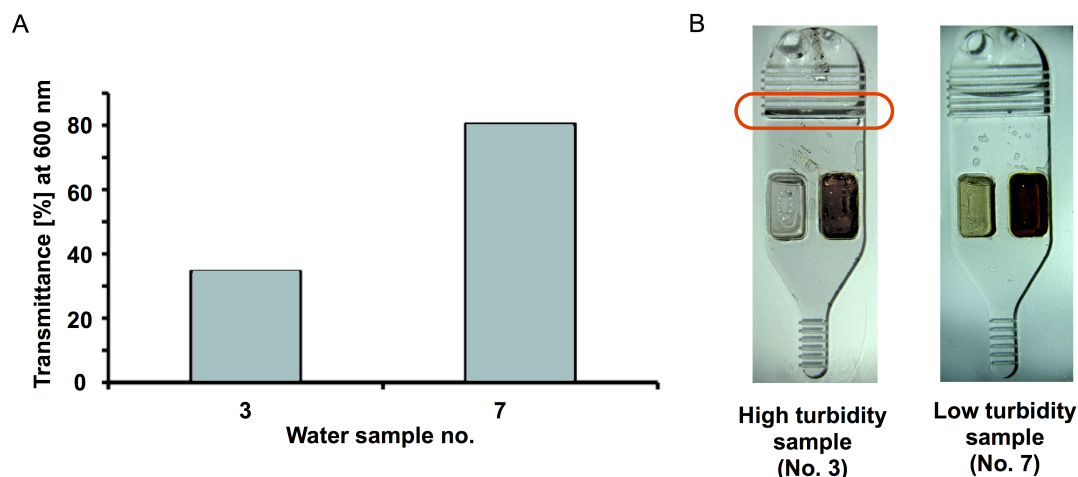 A
B
Transmittance [%] at 600 nm
80
60
40
20
0
3
7
Water sample no.
High turbidity
sample
(No. 3)
Low turbidity
sample
(No. 7)